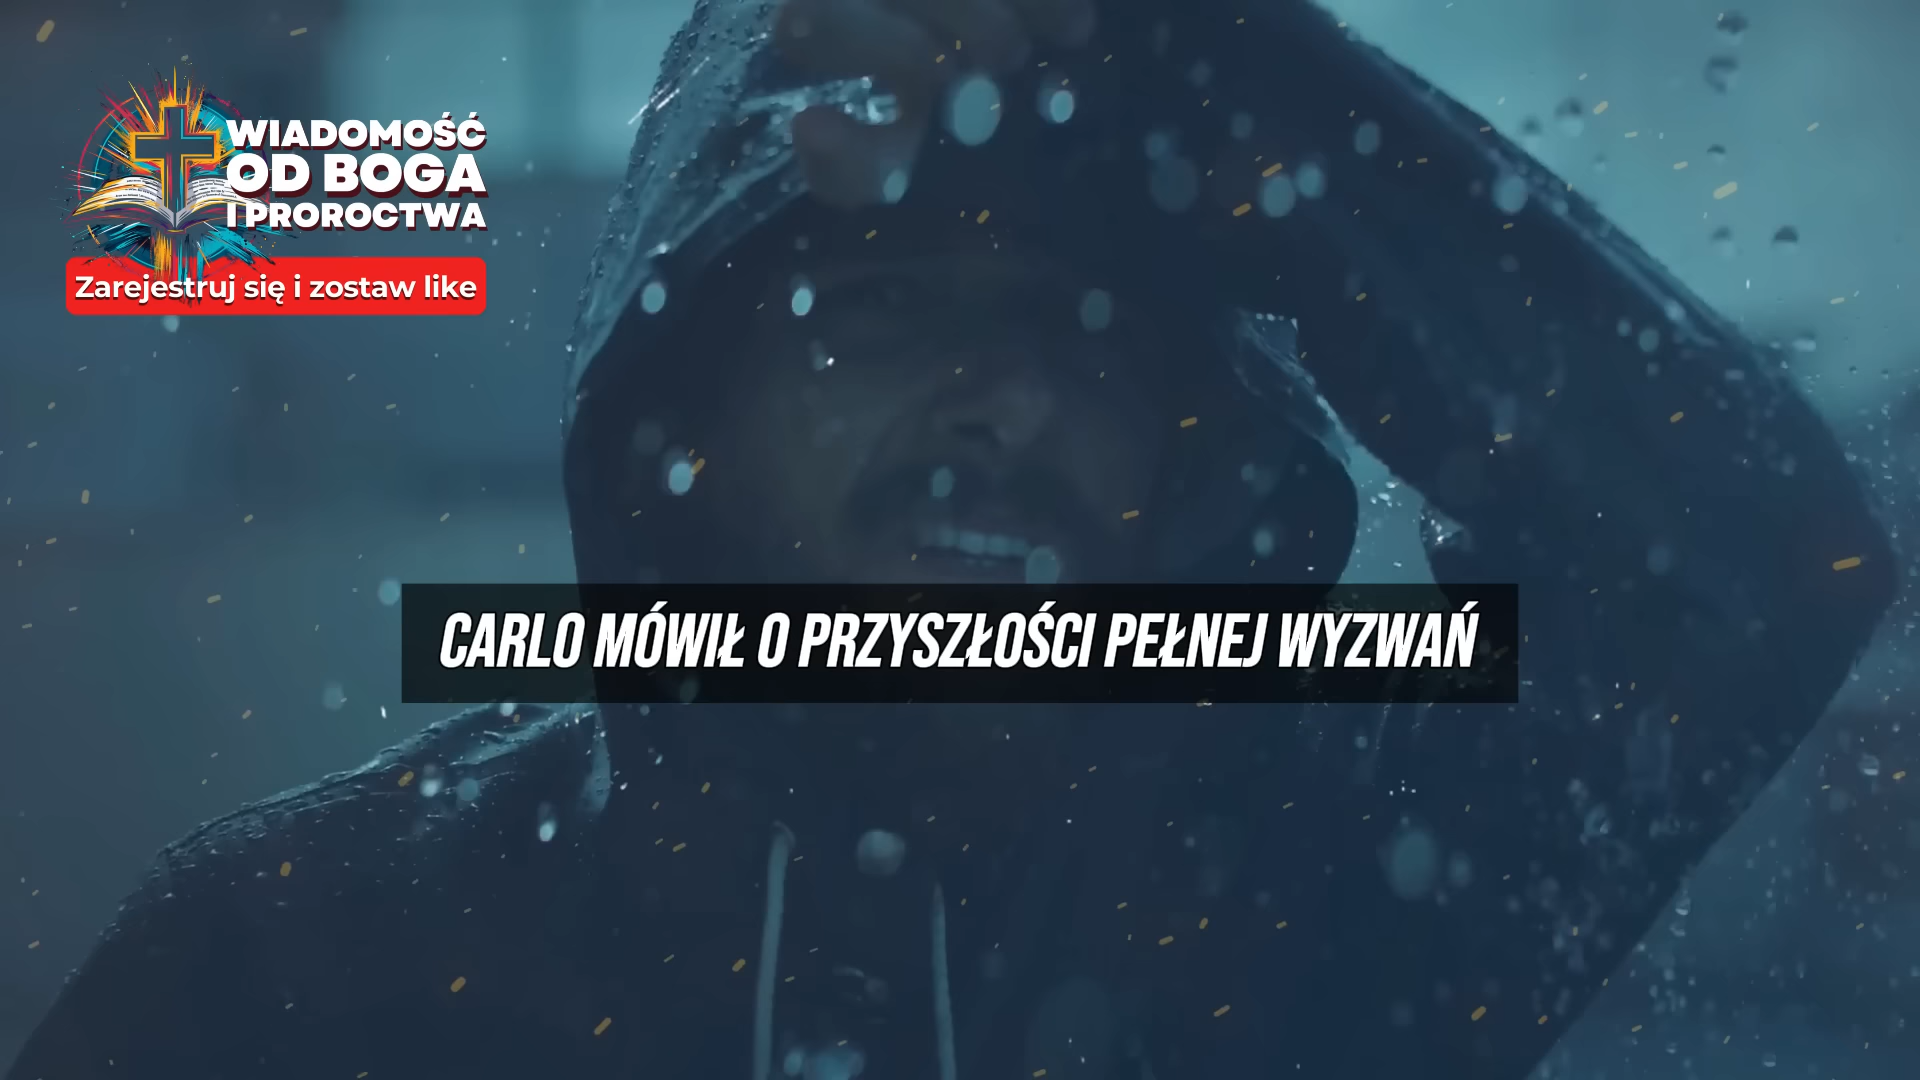 WIADOMOŚĆ
OD BOGA
I PROROCTWA
Zarejestruj się i zostaw like
CARLO MÓWIŁ O PRZYSZŁOŚCI PEŁNEJ WYZWAŃ